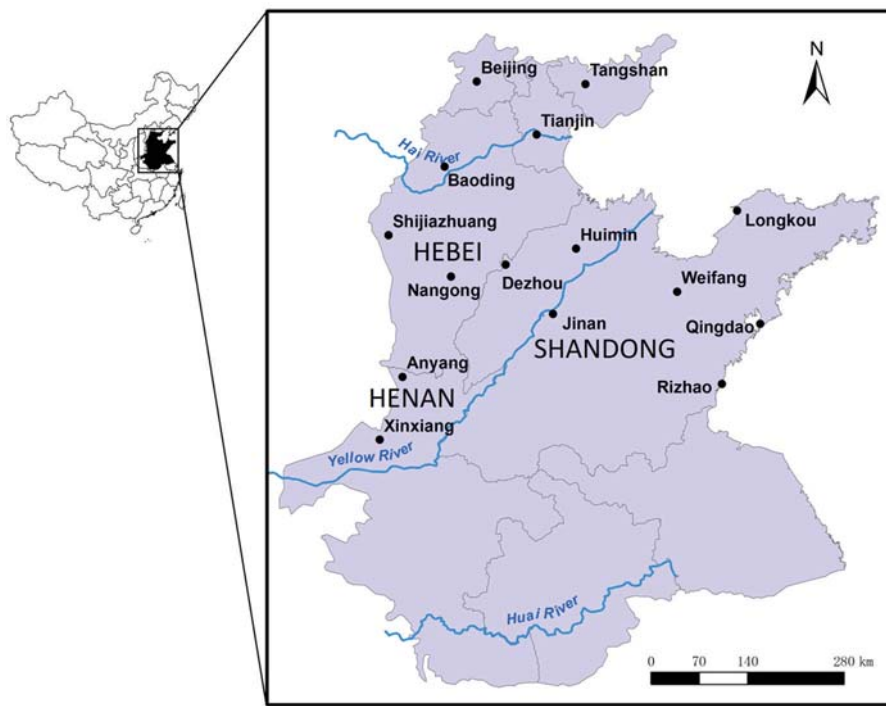 N
Beijing
Tangshan
Tianjin
Hai River
Baoding
Longkou
Shijiazhuang
Huimin
HEBEI
Dezhou
Nangong
Weifang
Jinan
Qingdao
SHANDONG
Anyang
Rizhao
HENAN
Xinxiang
Yellow River
Huai River
0 70 140 280 km